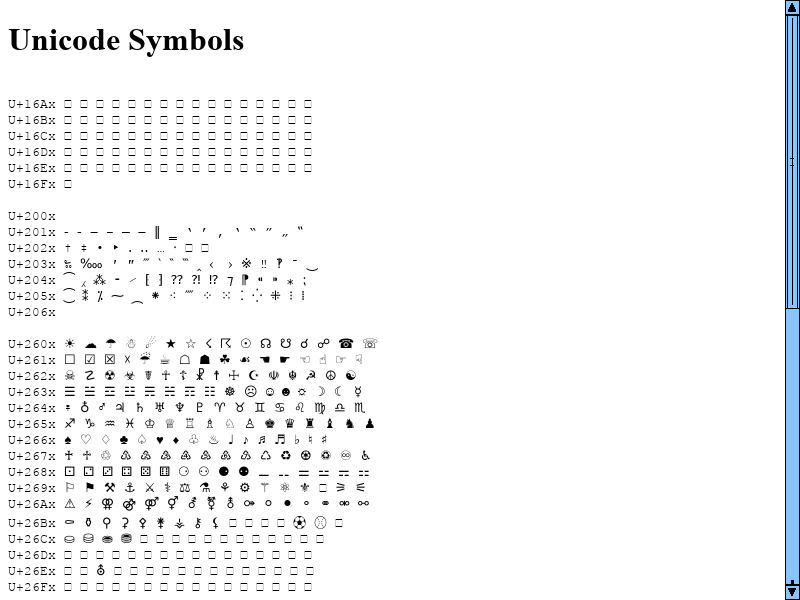 Unicode Symbols
U+16Ax □ □ □ □ □ □ □ □ □ □ □ □ □ □ □ □
U+16Bx □ □ □ □ □ □ □ □ □ □ □ □ □ □ □ □
U+16Cx □ □ □ □ □ □ □ □ □ □ □ □ □ □ □ □
U+16Dx □ □ □ □ □ □ □ □ □ □ □ □ □ □ □ □
U+16Ex □ □ □ □ □ □ □ □ □ □ □ □ □ □ □ □
U+16Fx □
U+200x
U+201x ‐ ‑ ‒ – — ― ‖ ‗ ‘ ’ ‚ ‛ “ ” „ ‟
U+202x † ‡ • ‣ ․ ‥ … ‧ □ □
U+203x ‰ ‱ ′ ″ ‴ ‵ ‶ ‷ ‸ ‹ › ※ ‼ ‽ ‾ ‿
U+204x ⁀ ⁁ ⁂ ⁃ ⁄ ⁅ ⁆ ⁇ ⁈ ⁉ ⁊ ⁋ ⁌ ⁍ ⁎ ⁏
U+205x ⁐ ⁑ ⁒ ⁓ ⁔ ⁕ ⁖ ⁗ ⁘ ⁙ ⁚ ⁛ ⁜ ⁝ ⁞
U+206x
U+260x ☀ ☁ ☂ ☃ ☄ ★ ☆ ☇ ☈ ☉ ☊ ☋ ☌ ☍ ☎ ☏
U+261x ☐ ☑ ☒ ☓ ☔ ☕ ☖ ☗ ☘ ☙ ☚ ☛ ☜ ☝ ☞ ☟
U+262x ☠ ☡ ☢ ☣ ☤ ☥ ☦ ☧ ☨ ☩ ☪ ☫ ☬ ☭ ☮ ☯
U+263x ☰ ☱ ☲ ☳ ☴ ☵ ☶ ☷ ☸ ☹ ☺ ☻ ☼ ☽ ☾ ☿
U+264x ♀ ♁ ♂ ♃ ♄ ♅ ♆ ♇ ♈ ♉ ♊ ♋ ♌ ♍ ♎ ♏
U+265x ♐ ♑ ♒ ♓ ♔ ♕ ♖ ♗ ♘ ♙ ♚ ♛ ♜ ♝ ♞ ♟
U+266x ♠ ♡ ♢ ♣ ♤ ♥ ♦ ♧ ♨ ♩ ♪ ♫ ♬ ♭ ♮ ♯
U+267x ♰ ♱ ♲ ♳ ♴ ♵ ♶ ♷ ♸ ♹ ♺ ♻ ♼ ♽ ♾ ♿
U+268x ⚀ ⚁ ⚂ ⚃ ⚄ ⚅ ⚆ ⚇ ⚈ ⚉ ⚊ ⚋ ⚌ ⚍ ⚎ ⚏
U+269x ⚐ ⚑ ⚒ ⚓ ⚔ ⚕ ⚖ ⚗ ⚘ ⚙ ⚚ ⚛ ⚜ □ ⚞ ⚟
U+26Ax ⚠ ⚡ ⚢ ⚣ ⚤ ⚥ ⚦ ⚧ ⚨ ⚩ ⚪ ⚫ ⚬ ⚭ ⚮ ⚯
U+26Bx ⚰ ⚱ ⚲ ⚳ ⚴ ⚵ ⚶ ⚷ ⚸ □ □ □ □ ⚽ ⚾ □
U+26Cx ⛀ ⛁ ⛂ ⛃ □ □ □ □ □ □ □ □ □ □ □ □
U+26Dx □ □ □ □ □ □ □ □ □ □ □ □ □ □ □ □
U+26Ex □ □ ⛢ □ □ □ □ □ □ □ □ □ □ □ □ □
U+26Fx □ □ □ □ □ □ □ □ □ □ □ □ □ □ □ □